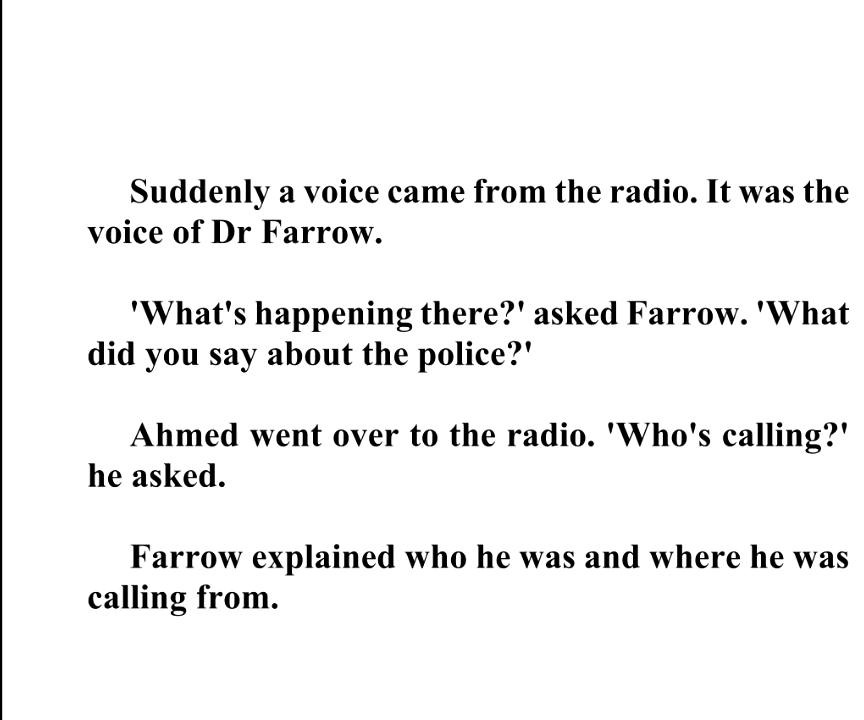 Suddenly a voice came from the radio. It was the
voice of Dr Farrow.
'What's happening there?' asked Farrow. 'What
did you say about the police?'
Ahmed went over to the radio. 'Who's calling?'
he asked.
Farrow explained who he was and where he was
calling from.